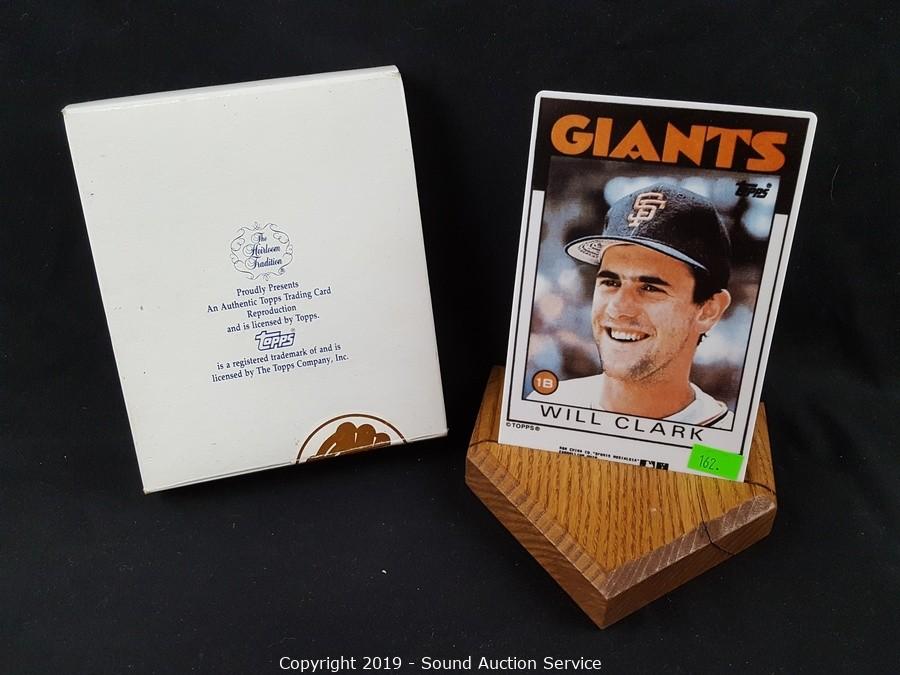 The
Heirloom
Tradition
Proudly Presents
An Authentic Topps Trading Card
Reproduction
and is licensed by Topps.
topps®
is a registered trademark of and is
licensed by The Topps Company, Inc.
GIANTS
topps®
SF
1B
WILL CLARK
©TOPPS®
162.
Copyright 2019 - Sound Auction Service